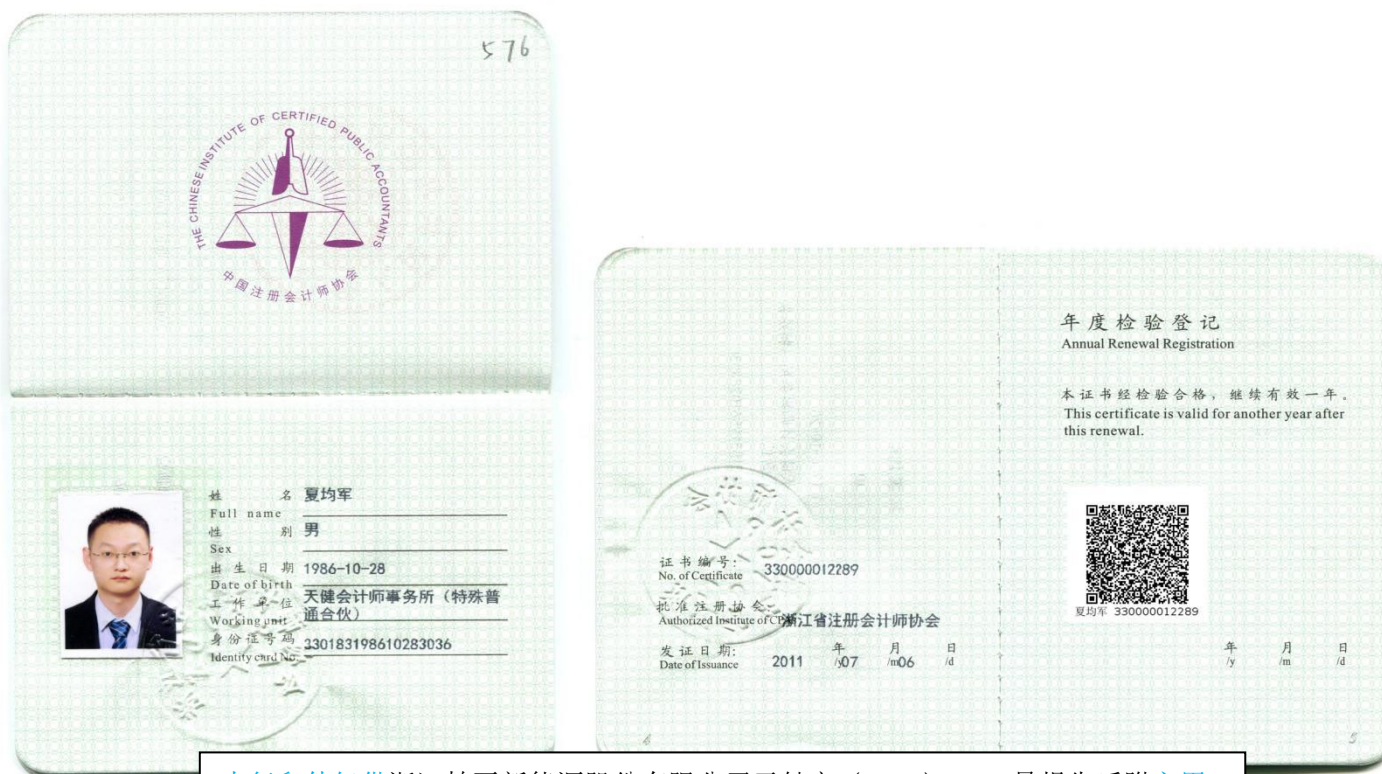 576
THE CHINESE INSTITUTE OF CERTIFIED PUBLIC ACCOUNTANTS
中国注册会计师协会
姓 名 夏均军
Full name
性 别 男
Sex
出生日期 1986-10-28
Date of birth
工作单位 天健会计师事务所（特殊普
Working unit 通合伙）
身份证号码 330183198610283036
Identity card No.
证书编号: 330000012289
No. of Certificate
批准注册协会: 浙江省注册会计师协会
Authorized Institute of CPAs
发证日期: 2011 年 07 月 06 日
Date of Issuance /y /m /d
6
年度检验登记
Annual Renewal Registration
本证书经检验合格，继续有效一年。
This certificate is valid for another year after
this renewal.
夏均军 330000012289
年 月 日
/y /m /d
5